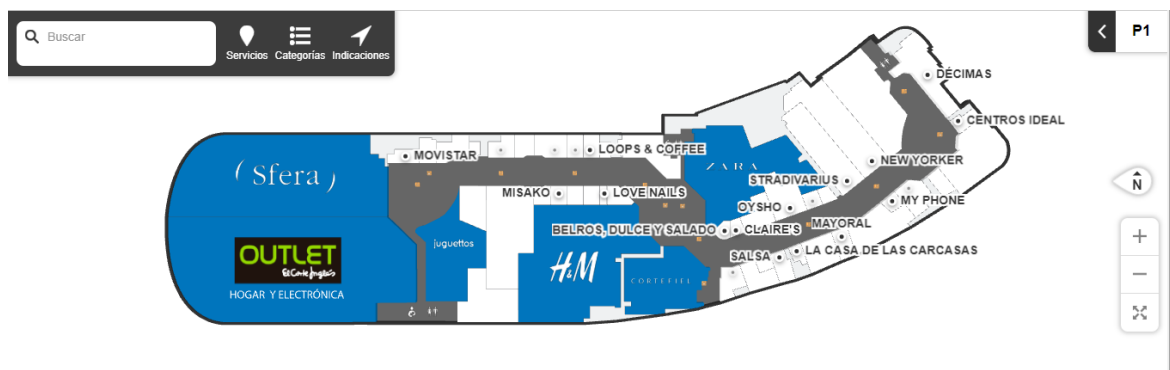 Buscar
Servicios
Categorías
Indicaciones
P1
DÉCIMAS
CENTROS IDEAL
MOVISTAR
LOOPS & COFFEE
NEW YORKER
ZARA
Sfera
STRADIVARIUS
MISAKO
LOVE NAILS
MY PHONE
OYSHO
N
BELROS, DULCE Y SALADO
CLAIRE'S
MAYORAL
juguettos
OUTLET
El Corte Inglés
HOGAR Y ELECTRÓNICA
H&M
SALSA
LA CASA DE LAS CARCASAS
CORTEFIEL